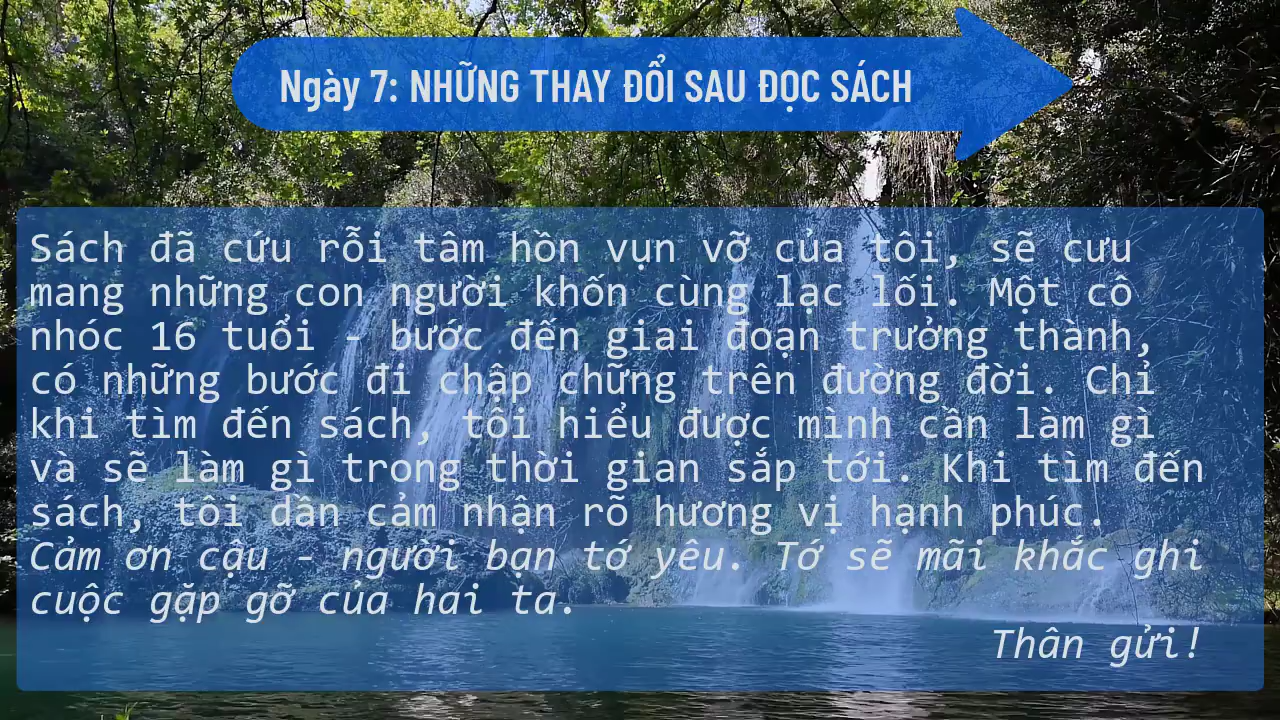 Ngày 7: NHỮNG THAY ĐỔI SAU ĐỌC SÁCH
Sách đã cứu rỗi tâm hồn vụn vỡ của tôi, sẽ cưu
mang những con người khốn cùng lạc lối. Một cô
nhóc 16 tuổi - bước đến giai đoạn trưởng thành,
có những bước đi chập chững trên đường đời. Chỉ
khi tìm đến sách, tôi hiểu được mình cần làm gì
và sẽ làm gì trong thời gian sắp tới. Khi tìm đến
sách, tôi dần cảm nhận rõ hương vị hạnh phúc.
Cảm ơn cậu - người bạn tớ yêu. Tớ sẽ mãi khắc ghi
cuộc gặp gỡ của hai ta.
Thân gửi!